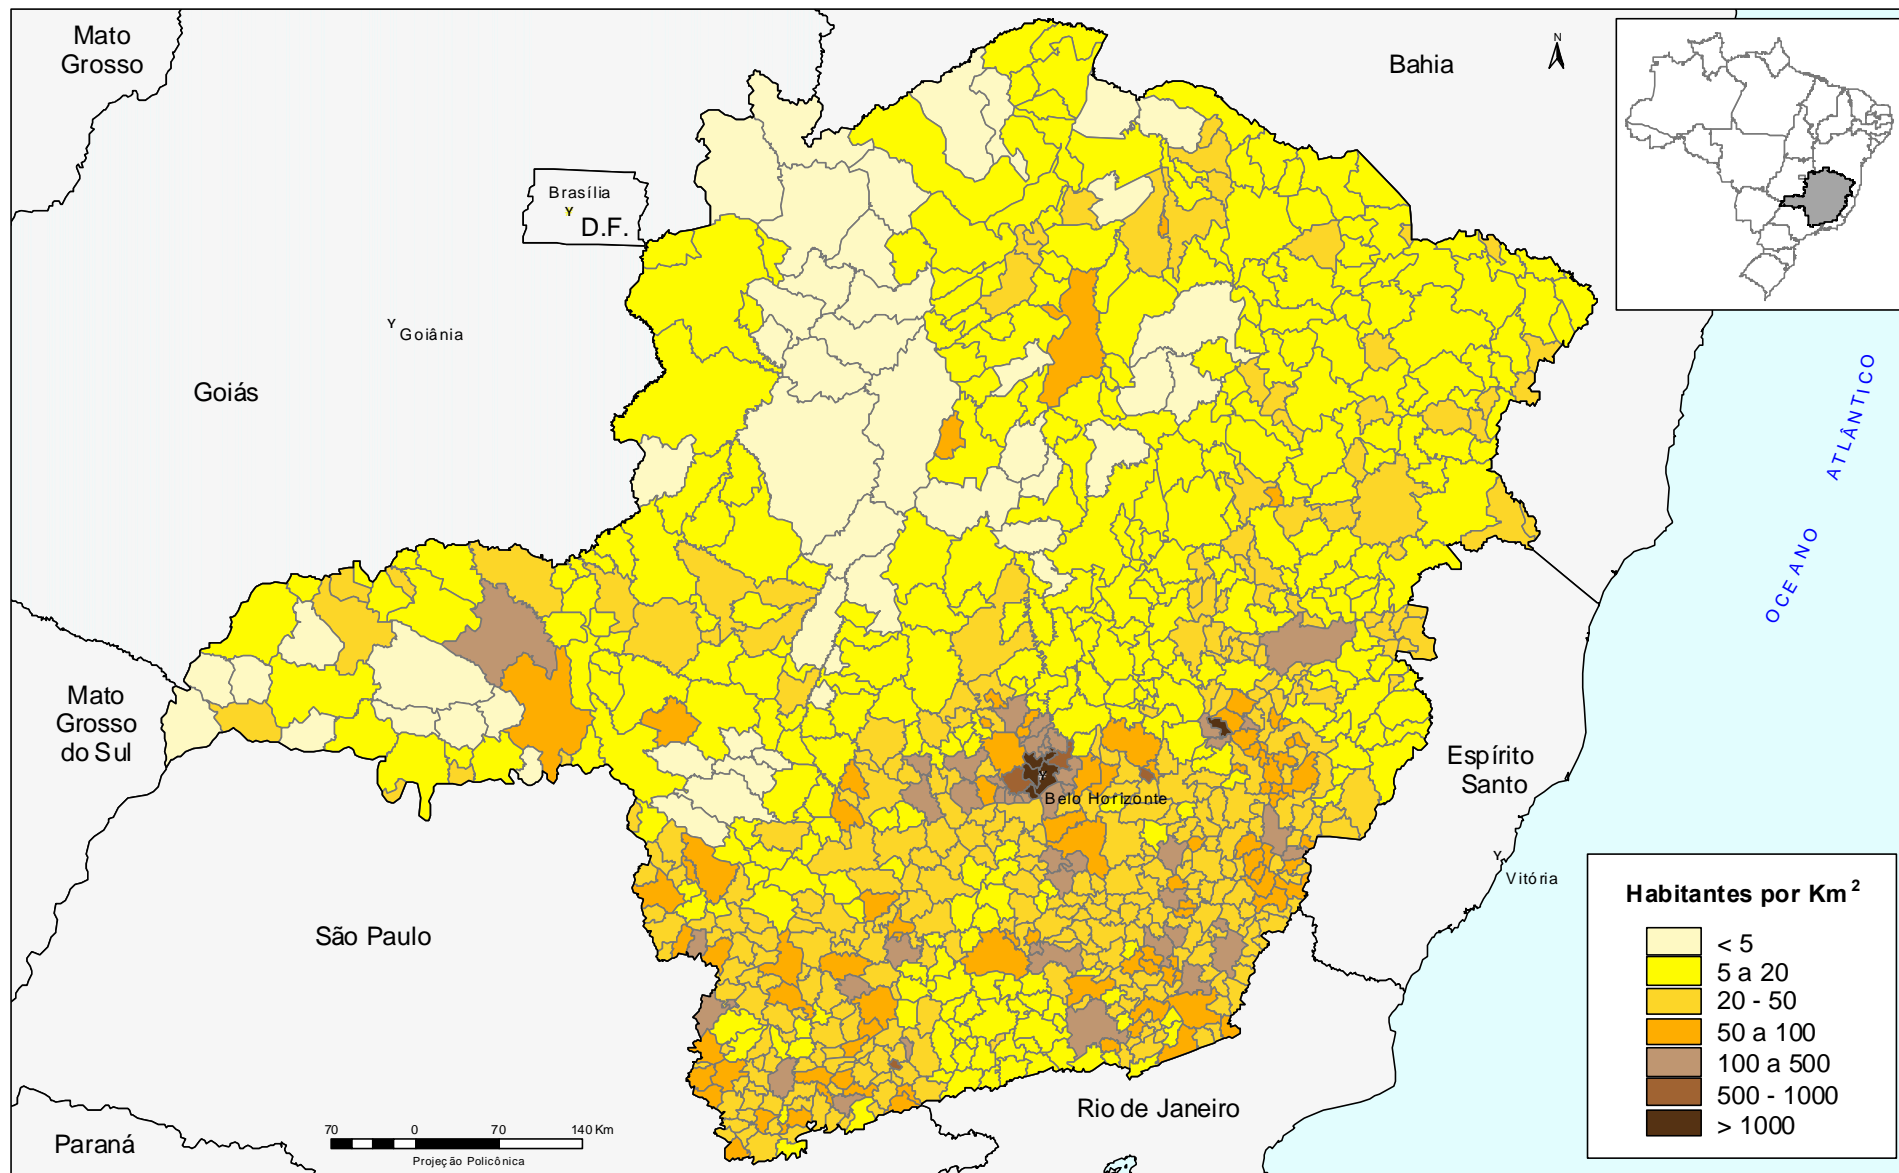 Mato
Grosso
Bahia
N
Brasília
Y
D.F.
Y
Goiânia
Goiás
OCEANO ATLÂNTICO
Mato
Grosso
do Sul
Espírito
Santo
Belo Horizonte
Y
Vitória
São Paulo
Rio de Janeiro
Paraná
70 0 70 140 Km
Projeção Policônica
Habitantes por Km²
< 5
5 a 20
20 - 50
50 a 100
100 a 500
500 - 1000
> 1000